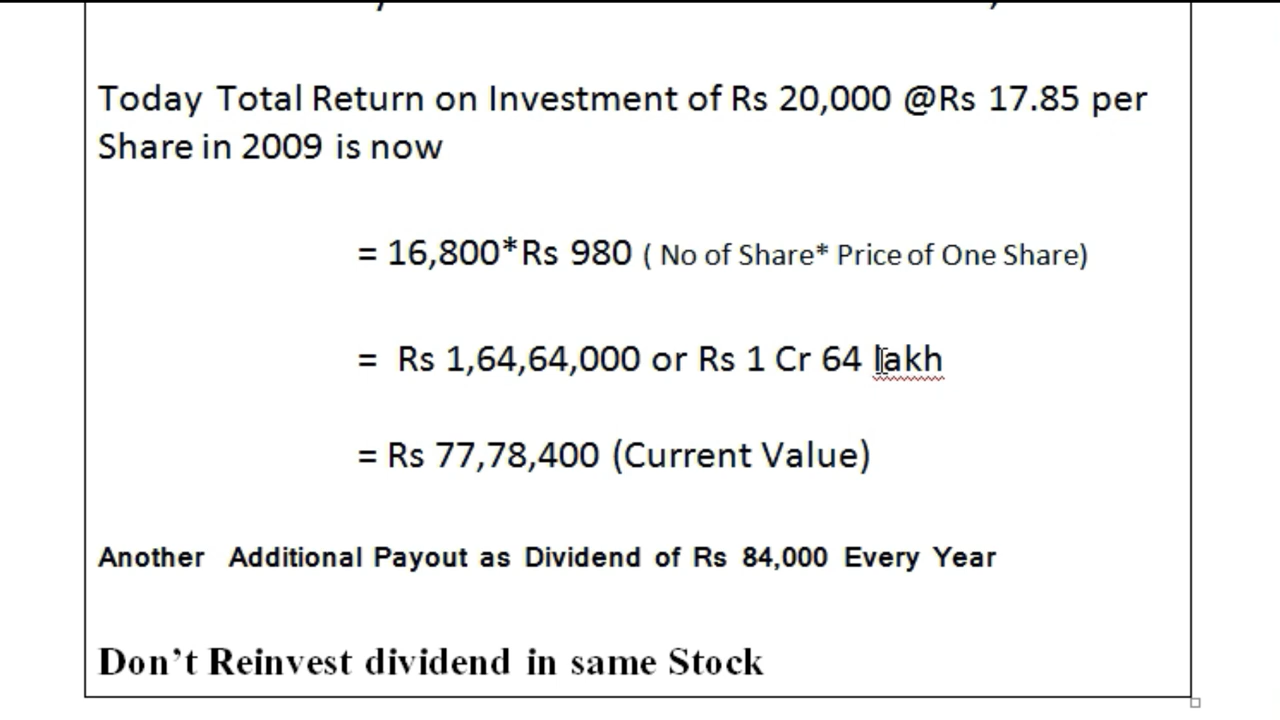 Today Total Return on Investment of Rs 20,000 @Rs 17.85 per
Share in 2009 is now
= 16,800*Rs 980 ( No of Share* Price of One Share)
= Rs 1,64,64,000 or Rs 1 Cr 64 lakh
= Rs 77,78,400 (Current Value)
Another Additional Payout as Dividend of Rs 84,000 Every Year
Don’t Reinvest dividend in same Stock